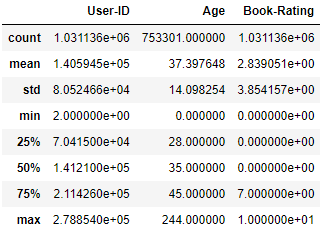 User-ID Age Book-Rating
count 1.031136e+06 753301.000000 1.031136e+06
mean 1.405945e+05 37.397648 2.839051e+00
std 8.052466e+04 14.098254 3.854157e+00
min 2.000000e+00 0.000000 0.000000e+00
25% 7.041500e+04 28.000000 0.000000e+00
50% 1.412100e+05 35.000000 0.000000e+00
75% 2.114260e+05 45.000000 7.000000e+00
max 2.788540e+05 244.000000 1.000000e+01